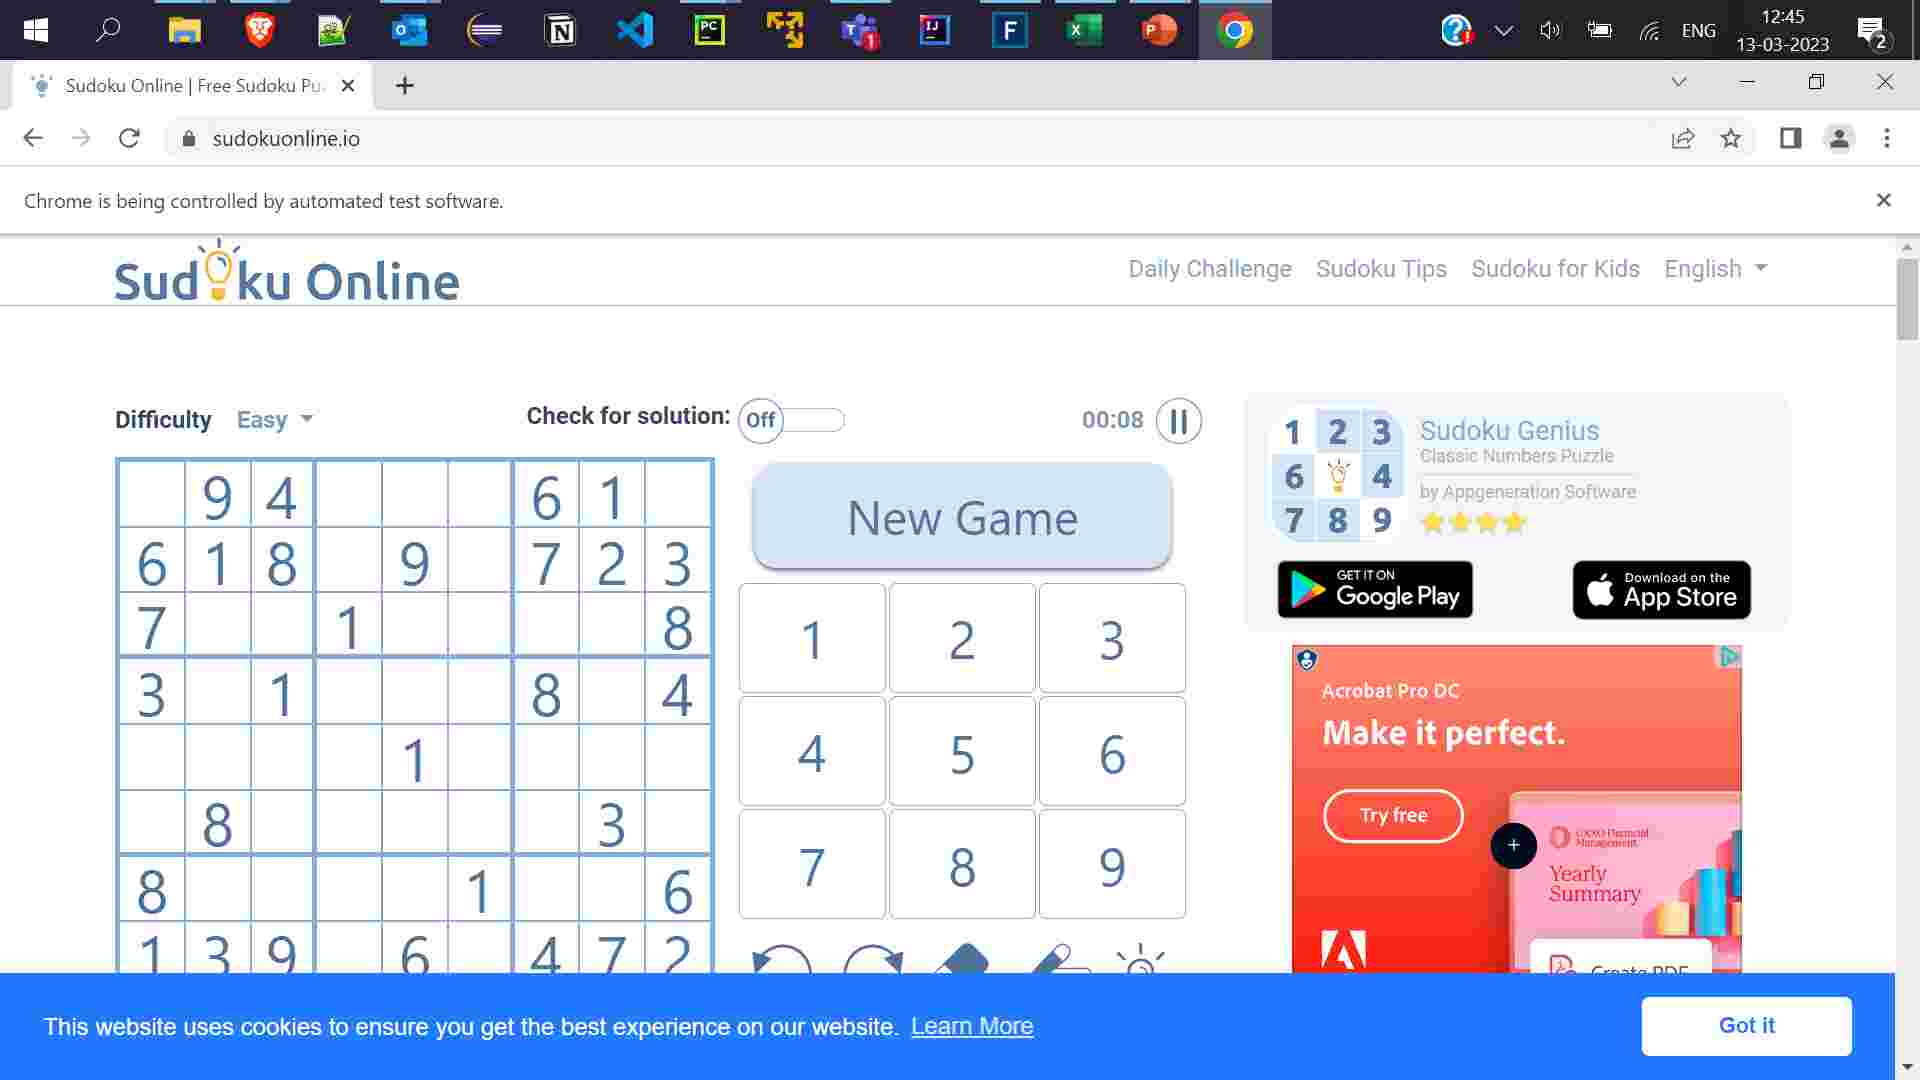 ENG
12:45
13-03-2023
2
Sudoku Online | Free Sudoku Pu
sudokuonline.io
Chrome is being controlled by automated test software.
Sudoku Online
Daily Challenge Sudoku Tips Sudoku for Kids English
Difficulty Easy
Check for solution: Off
00:08
9 4 6 1
6 1 8 9 7 2 3
7 1 8
3 1 8 4
1
8 3
8 1 6
1 3 9 6 4 7 2
New Game
1 2 3
4 5 6
7 8 9
1 2 3
6 4
7 8 9
Sudoku Genius
Classic Numbers Puzzle
by Appgeneration Software
GET IT ON
Google Play
Download on the
App Store
Acrobat Pro DC
Make it perfect.
Try free
Yearly
Summary
Create PDF
This website uses cookies to ensure you get the best experience on our website. Learn More
Got it